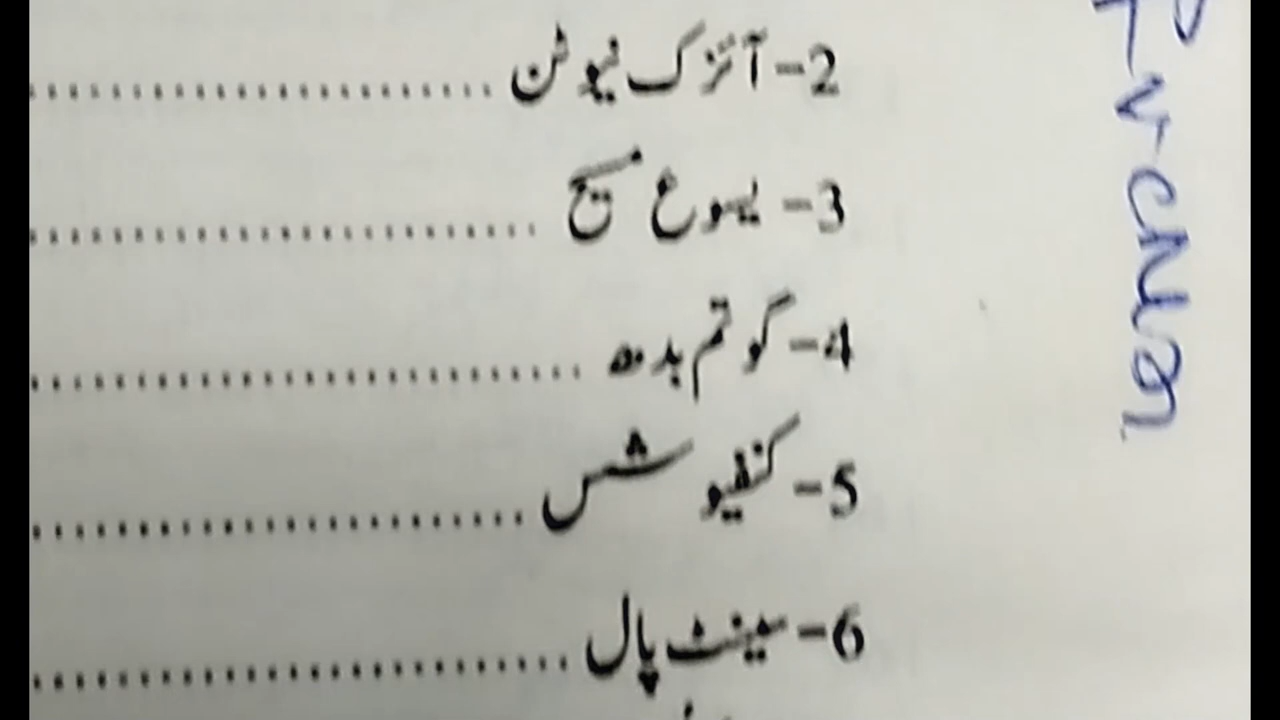 2- آئزک نیوٹن ......................
3- یسوع مسیح ........................
4- گوتم بدھ ..........................
5- کنفیوشس ........................
6- سینٹ پال ..........................